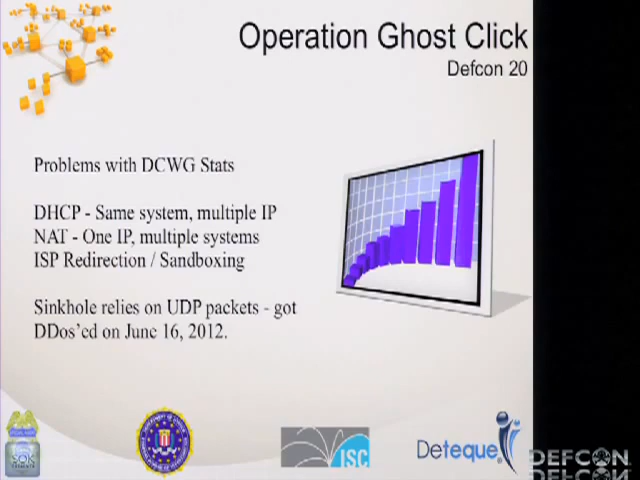 Operation Ghost Click
Defcon 20
Problems with DCWG Stats
DHCP - Same system, multiple IP
NAT - One IP, multiple systems
ISP Redirection / Sandboxing
Sinkhole relies on UDP packets - got
DDos'ed on June 16, 2012.
ISC
Deteque
DEFCON